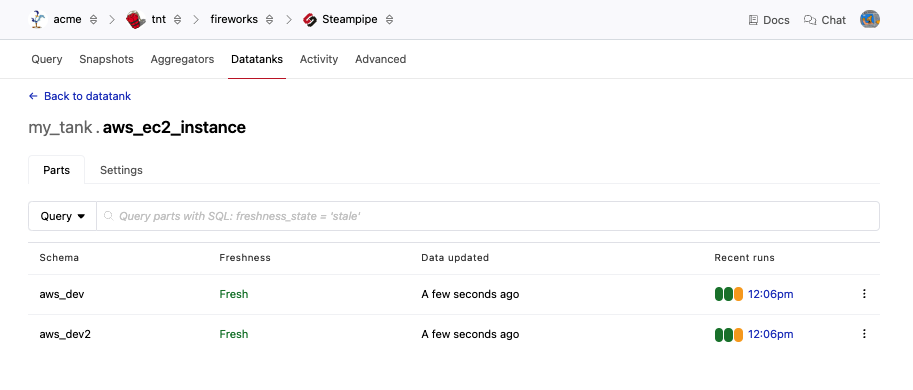 acme tnt fireworks Steampipe Docs Chat
Query Snapshots Aggregators Datatanks Activity Advanced
← Back to datatank
my_tank . aws_ec2_instance
Parts Settings
Query Query parts with SQL: freshness_state = 'stale'
Schema Freshness Data updated Recent runs
aws_dev Fresh A few seconds ago 12:06pm
aws_dev2 Fresh A few seconds ago 12:06pm